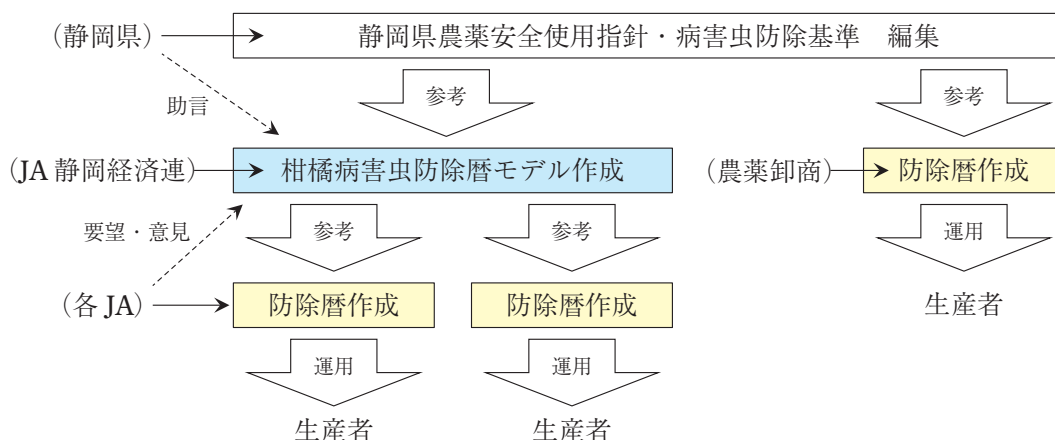 (静岡県)
静岡県農薬安全使用指針・病害虫防除基準　編集
助言
参考
参考
(JA 静岡経済連)
柑橘病害虫防除暦モデル作成
(農薬卸商)
防除暦作成
要望・意見
参考
参考
運用
(各 JA)
防除暦作成
防除暦作成
生産者
運用
運用
生産者
生産者